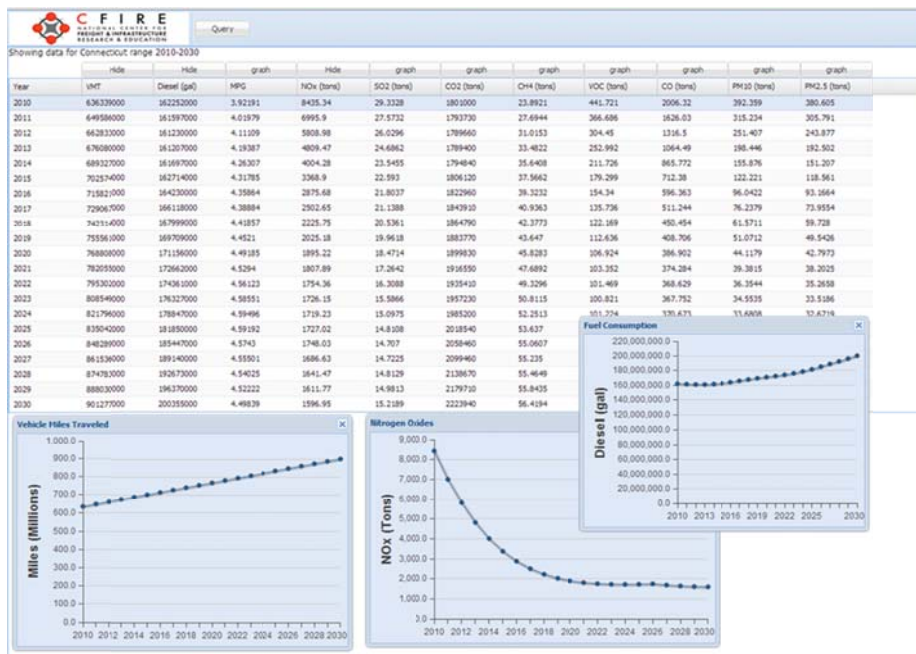 C F I R E
NATIONAL CENTER FOR
FREIGHT & INFRASTRUCTURE
RESEARCH & EDUCATION
Query
Showing data for Connecticut range 2010-2030
Hide Hide graph Hide graph graph graph graph graph graph graph
Year VMT Diesel (gal) MPG NOx (tons) SO2 (tons) CO2 (tons) CH4 (tons) VOC (tons) CO (tons) PM10 (tons) PM2.5 (tons)
2010 636339000 162252000 3.92191 8435.34 29.3328 1801000 23.8921 441.721 2006.32 392.359 380.605
2011 649586000 161597000 4.01979 6995.9 27.5732 1793730 27.6944 366.686 1626.03 315.234 305.791
2012 662833000 161230000 4.11109 5808.98 26.0296 1789660 31.0153 304.45 1316.5 251.407 243.877
2013 676080000 161207000 4.19387 4809.47 24.6862 1789400 33.4822 252.992 1064.49 198.446 192.502
2014 689327000 161697000 4.26307 4004.28 23.5455 1794840 35.6408 211.726 865.772 155.876 151.207
2015 702574000 162714000 4.31785 3368.9 22.593 1806120 37.5662 179.299 712.38 122.221 118.561
2016 715821000 164230000 4.35864 2875.68 21.8037 1822960 39.3232 154.34 596.363 96.0422 93.1664
2017 729067000 166118000 4.38884 2502.65 21.1388 1843910 40.9363 135.736 511.244 76.2379 73.9554
2018 742314000 167999000 4.41857 2225.75 20.5361 1864790 42.3773 122.169 450.454 61.5711 59.728
2019 755561000 169709000 4.4521 2025.18 19.9618 1883770 43.647 112.636 408.706 51.0712 49.5426
2020 768808000 171156000 4.49185 1895.22 18.4714 1899830 45.8283 106.924 386.902 44.1179 42.7973
2021 782055000 172662000 4.5294 1807.89 17.2642 1916550 47.6892 103.352 374.284 39.3815 38.2025
2022 795302000 174361000 4.56123 1754.36 16.3088 1935410 49.3296 101.469 368.629 36.3544 35.2658
2023 808549000 176327000 4.58551 1726.15 15.5866 1957230 50.8115 100.821 367.752 34.5535 33.5186
2024 821796000 178847000 4.59496 1719.23 15.0975 1985200 52.2513 101.224 370.673 33.6808 32.6719
2025 835042000 181850000 4.59192 1727.02 14.8108 2018540 53.637
2026 848289000 185447000 4.5743 1748.03 14.707 2058460 55.0607
2027 861536000 189140000 4.55501 1686.63 14.7225 2099460 55.235
2028 874783000 192673000 4.54025 1641.47 14.8129 2138670 55.4649
2029 888030000 196370000 4.52222 1611.77 14.9813 2179710 55.8435
2030 901277000 200355000 4.49839 1596.95 15.2189 2223940 56.4194
Fuel Consumption
220,000,000.0
200,000,000.0
180,000,000.0
160,000,000.0
140,000,000.0
120,000,000.0
100,000,000.0
80,000,000.0
60,000,000.0
40,000,000.0
20,000,000.0
0.0
Diesel (gal)
2010 2013 2016 2019 2022 2025 2030
Vehicle Miles Traveled
1,000.0
900.0
800.0
700.0
600.0
500.0
400.0
300.0
200.0
100.0
0.0
Miles (Millions)
2010 2012 2014 2016 2018 2020 2022 2024 2026 2028 2030
Nitrogen Oxides
9,000.0
8,000.0
7,000.0
6,000.0
5,000.0
4,000.0
3,000.0
2,000.0
1,000.0
0.0
NOx (Tons)
2010 2012 2014 2016 2018 2020 2022 2024 2026 2028 2030